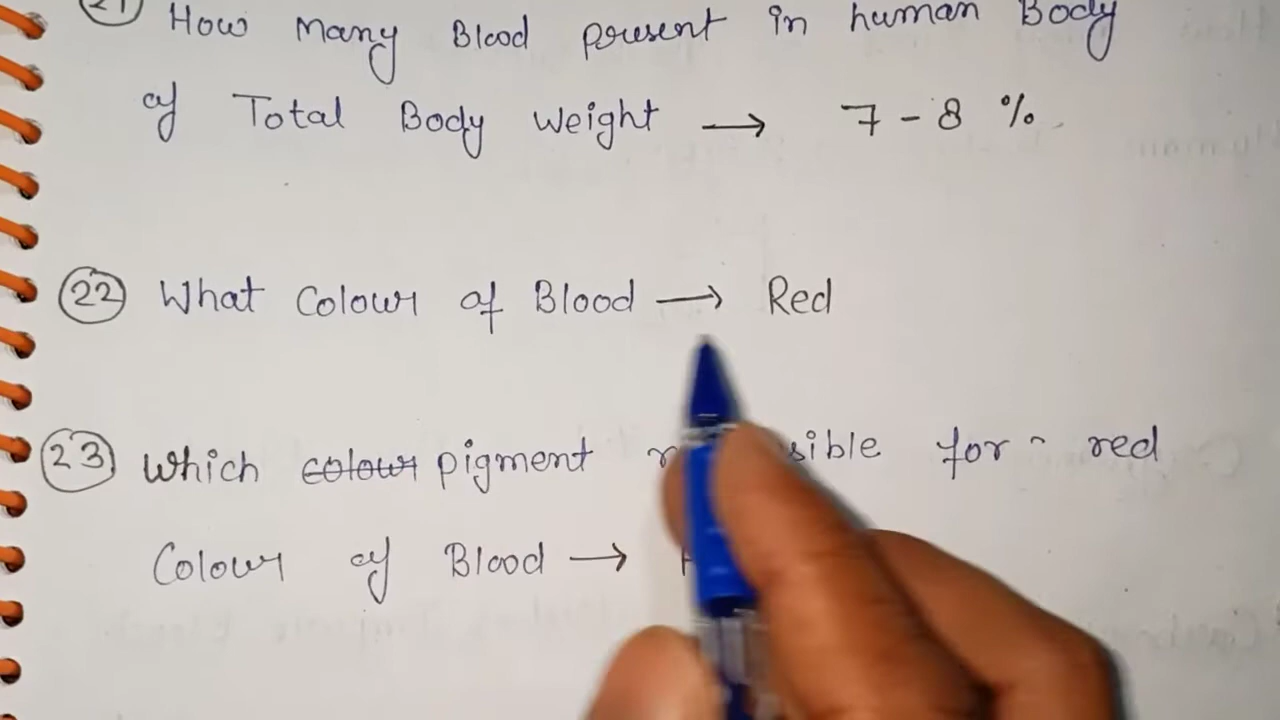 21 How Many Blood present in human Body
of Total Body Weight → 7 - 8 %
22 What Colour of Blood → Red
23 Which colour pigment for red
Colour of Blood →